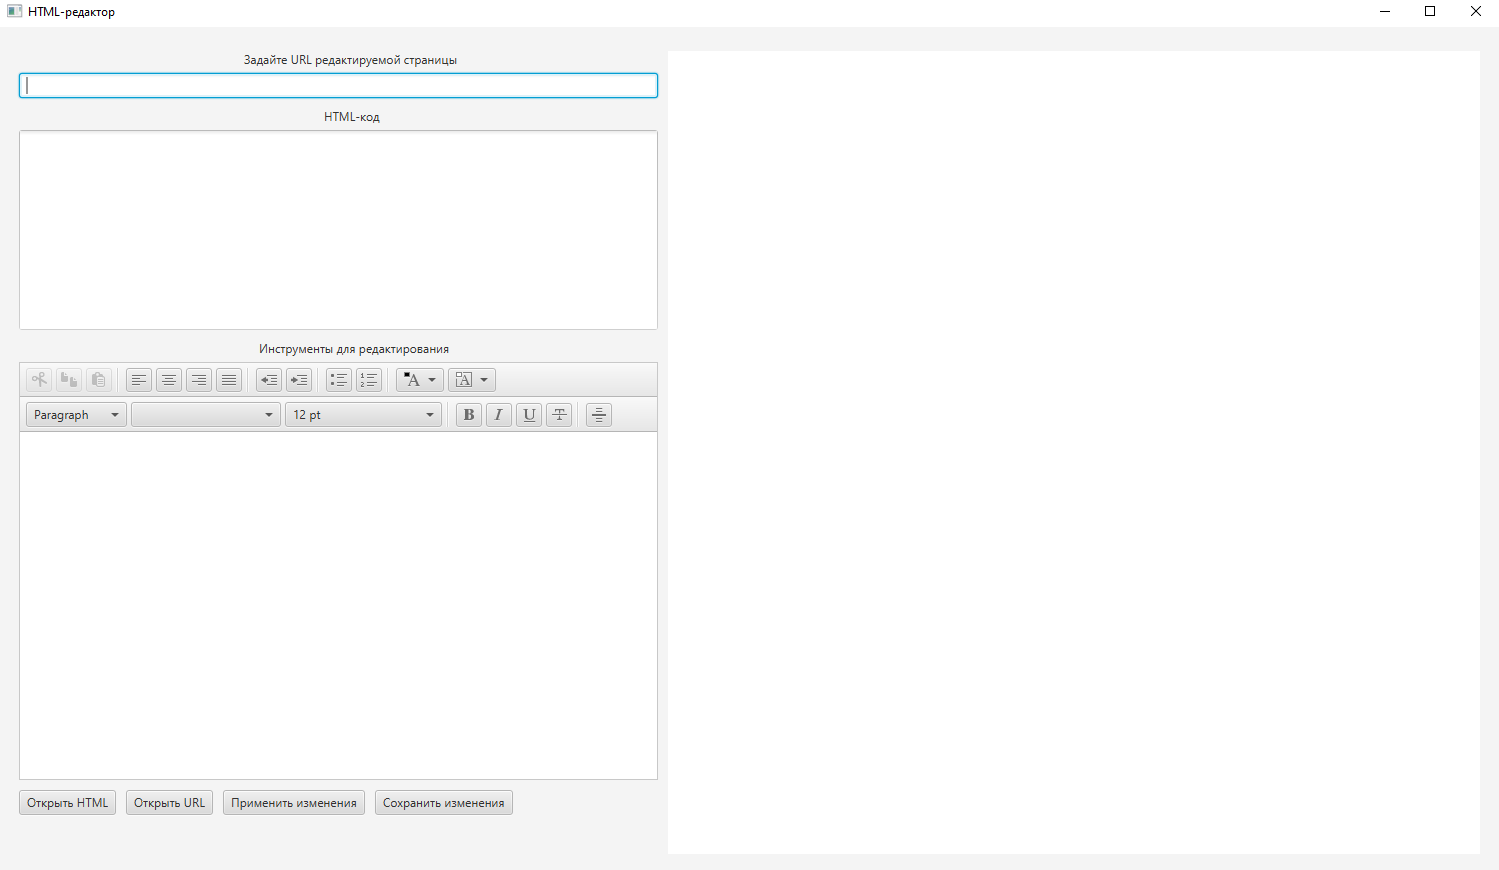 HTML-редактор
Задайте URL редактируемой страницы
HTML-код
Инструменты для редактирования
Paragraph 12 pt B I U T
Открыть HTML Открыть URL Применить изменения Сохранить изменения